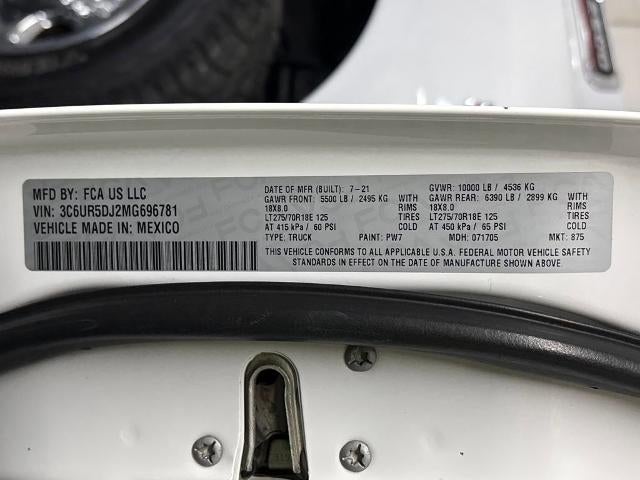 MFD BY: FCA US LLC
VIN: 3C6UR5DJ2MG696781
VEHICLE MADE IN: MEXICO
DATE OF MFR (BUILT): 7-21 GVWR: 10000 LB / 4536 KG
GAWR FRONT: 5500 LB / 2495 KG WITH GAWR REAR: 6390 LB / 2899 KG WITH
18X8.0 RIMS 18X8.0 RIMS
LT275/70R18E 125 TIRES LT275/70R18E 125 TIRES
AT 415 kPa / 60 PSI COLD AT 450 kPa / 65 PSI COLD
TYPE: TRUCK PAINT: PW7 MDH: 071705 MKT: 875
THIS VEHICLE CONFORMS TO ALL APPLICABLE U.S.A. FEDERAL MOTOR VEHICLE SAFETY
STANDARDS IN EFFECT ON THE DATE OF MANUFACTURE SHOWN ABOVE.